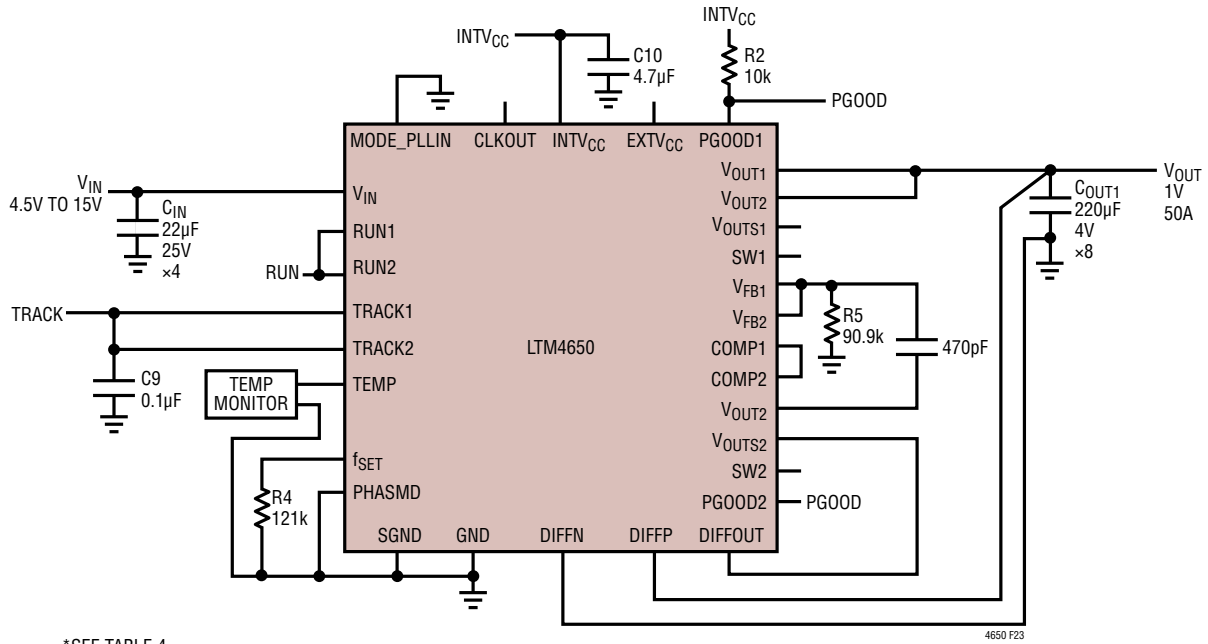 INTVCC
INTVCC
C10
4.7µF
R2
10k
PGOOD
MODE_PLLIN
CLKOUT
INTVCC
EXTVCC
PGOOD1
VIN
4.5V TO 15V
CIN
22µF
25V
×4
VIN
RUN1
RUN2
RUN
TRACK
TRACK1
TRACK2
C9
0.1µF
TEMP
MONITOR
TEMP
fSET
PHASMD
R4
121k
LTM4650
VOUT1
VOUT2
VOUTS1
SW1
VFB1
VFB2
COMP1
COMP2
VOUT2
VOUTS2
SW2
PGOOD2
PGOOD
R5
90.9k
470pF
COUT1
220µF
4V
×8
VOUT
1V
50A
SGND
GND
DIFFN
DIFFP
DIFFOUT
4650 F23
*SEE TABLE 4